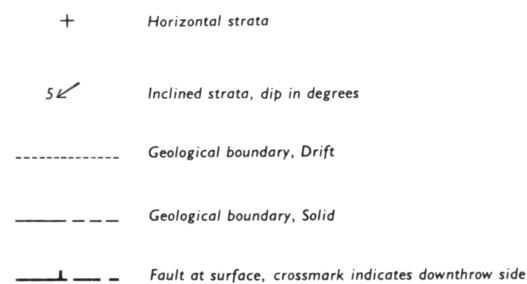 Horizontal strata
5 Inclined strata, dip in degrees
Geological boundary, Drift
Geological boundary, Solid
Fault at surface, crossmark indicates downthrow side